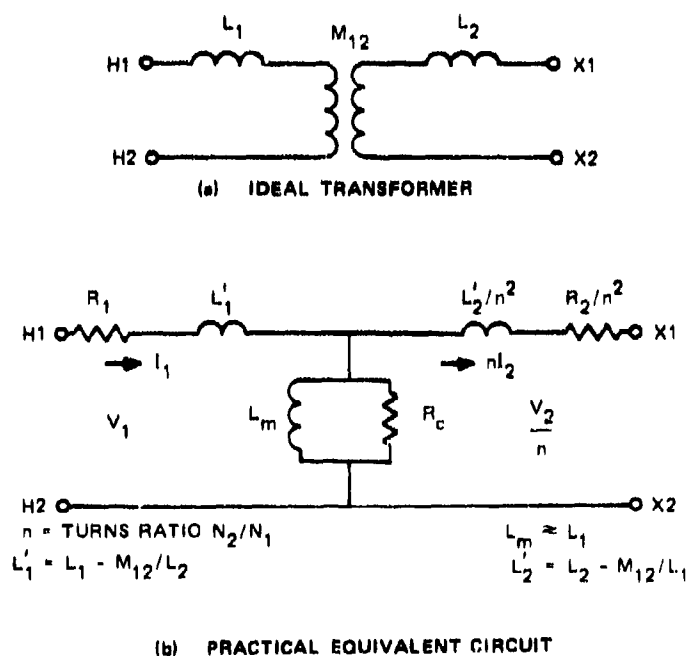 L₁ M₁₂ L₂
H1 X1
H2 X2
(a) IDEAL TRANSFORMER
R₁ L'₁ L'₂/n² R₂/n²
H1 X1
I₁ nI₂
V₁ Lₘ R_c V₂/n
H2 X2
n = TURNS RATIO N₂/N₁ Lₘ ≈ L₁
L'₁ = L₁ - M₁₂/L₂ L'₂ = L₂ - M₁₂/L₁
(b) PRACTICAL EQUIVALENT CIRCUIT